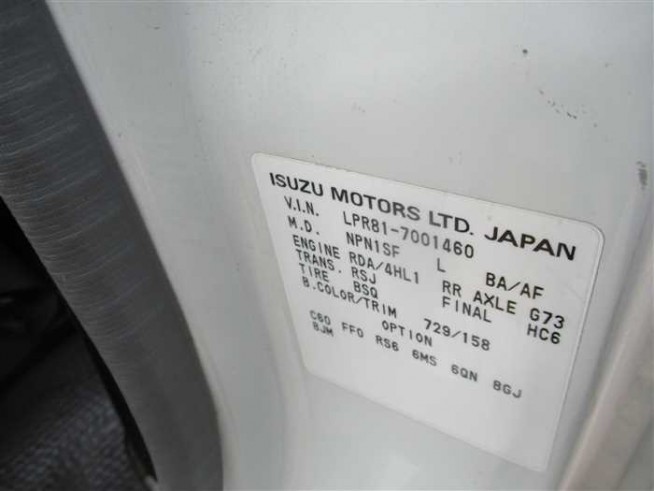 ISUZU MOTORS LTD. JAPAN
V.I.N. LPR81-7001460
M.D. NPN1SF L BA/AF
ENGINE RDA/4HL1 RR AXLE G73
TRANS. RSJ FINAL HC6
TIRE BSQ
B.COLOR/TRIM 729/158
OPTION
C60 FF0 RS6 6MS 6QN 8GJ
8JM